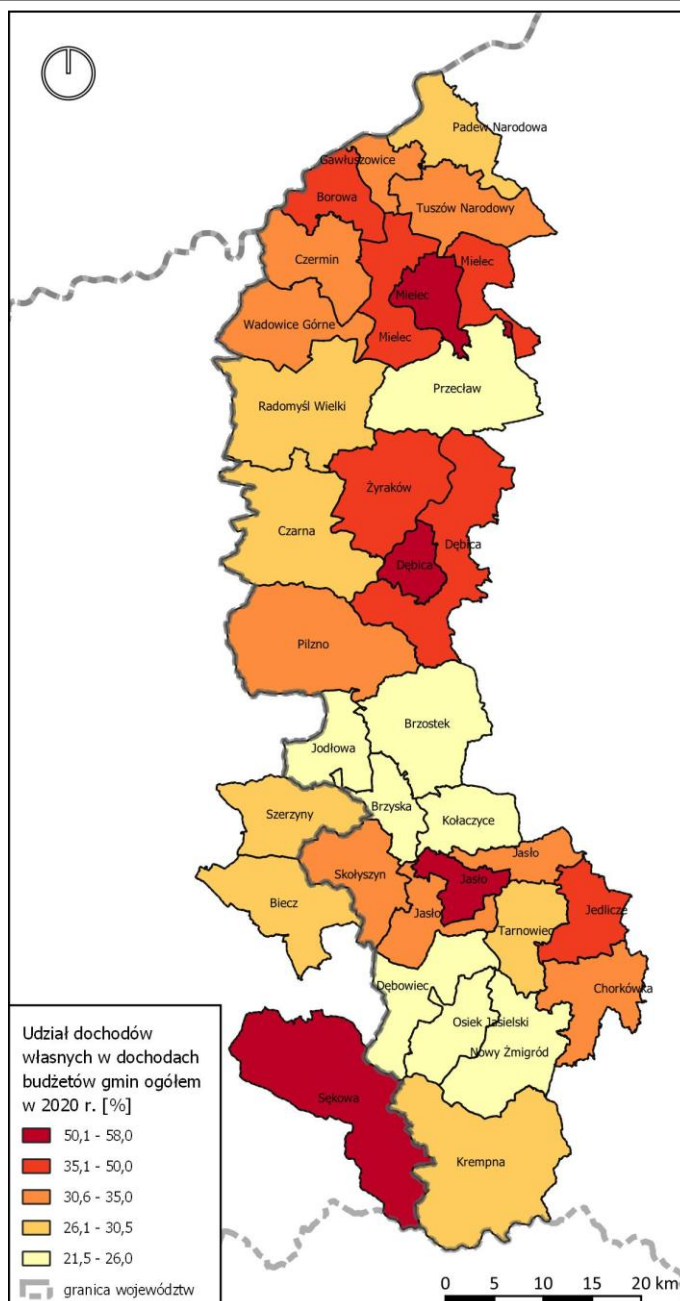 Padew Narodowa
Gawłuszowice
Borowa
Tuszów Narodowy
Czermin
Mielec
Mielec
Wadowice Górne
Mielec
Przecław
Radomyśl Wielki
Żyraków
Czarna
Dębica
Dębica
Pilzno
Brzostek
Jodłowa
Brzyska
Szerzyny
Kołaczyce
Jasło
Skołyszyn
Jasło
Jedlicze
Biecz
Jasło
Tarnowiec
Dębowiec
Chorkówka
Osiek Jasielski
Nowy Żmigród
Sękowa
Krempna
Udział dochodów
własnych w dochodach
budżetów gmin ogółem
w 2020 r. [%]
50,1 - 58,0
35,1 - 50,0
30,6 - 35,0
26,1 - 30,5
21,5 - 26,0
granica województw
0 5 10 15 20 km